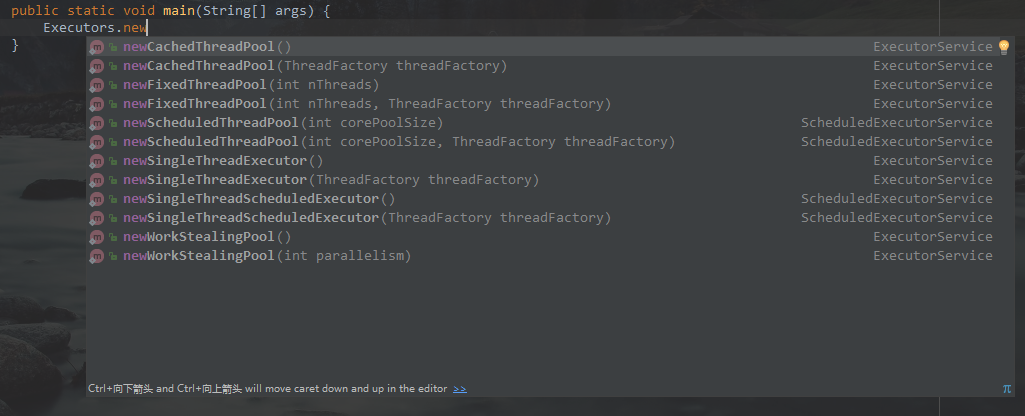 public static void main(String[] args) {
Executors.new
}
newCachedThreadPool() ExecutorService
newCachedThreadPool(ThreadFactory threadFactory) ExecutorService
newFixedThreadPool(int nThreads) ExecutorService
newFixedThreadPool(int nThreads, ThreadFactory threadFactory) ExecutorService
newScheduledThreadPool(int corePoolSize) ScheduledExecutorService
newScheduledThreadPool(int corePoolSize, ThreadFactory threadFactory) ScheduledExecutorService
newSingleThreadExecutor() ExecutorService
newSingleThreadExecutor(ThreadFactory threadFactory) ExecutorService
newSingleThreadScheduledExecutor() ScheduledExecutorService
newSingleThreadScheduledExecutor(ThreadFactory threadFactory) ScheduledExecutorService
newWorkStealingPool() ExecutorService
newWorkStealingPool(int parallelism) ExecutorService
Ctrl+向下箭头 and Ctrl+向上箭头 will move caret down and up in the editor >> π